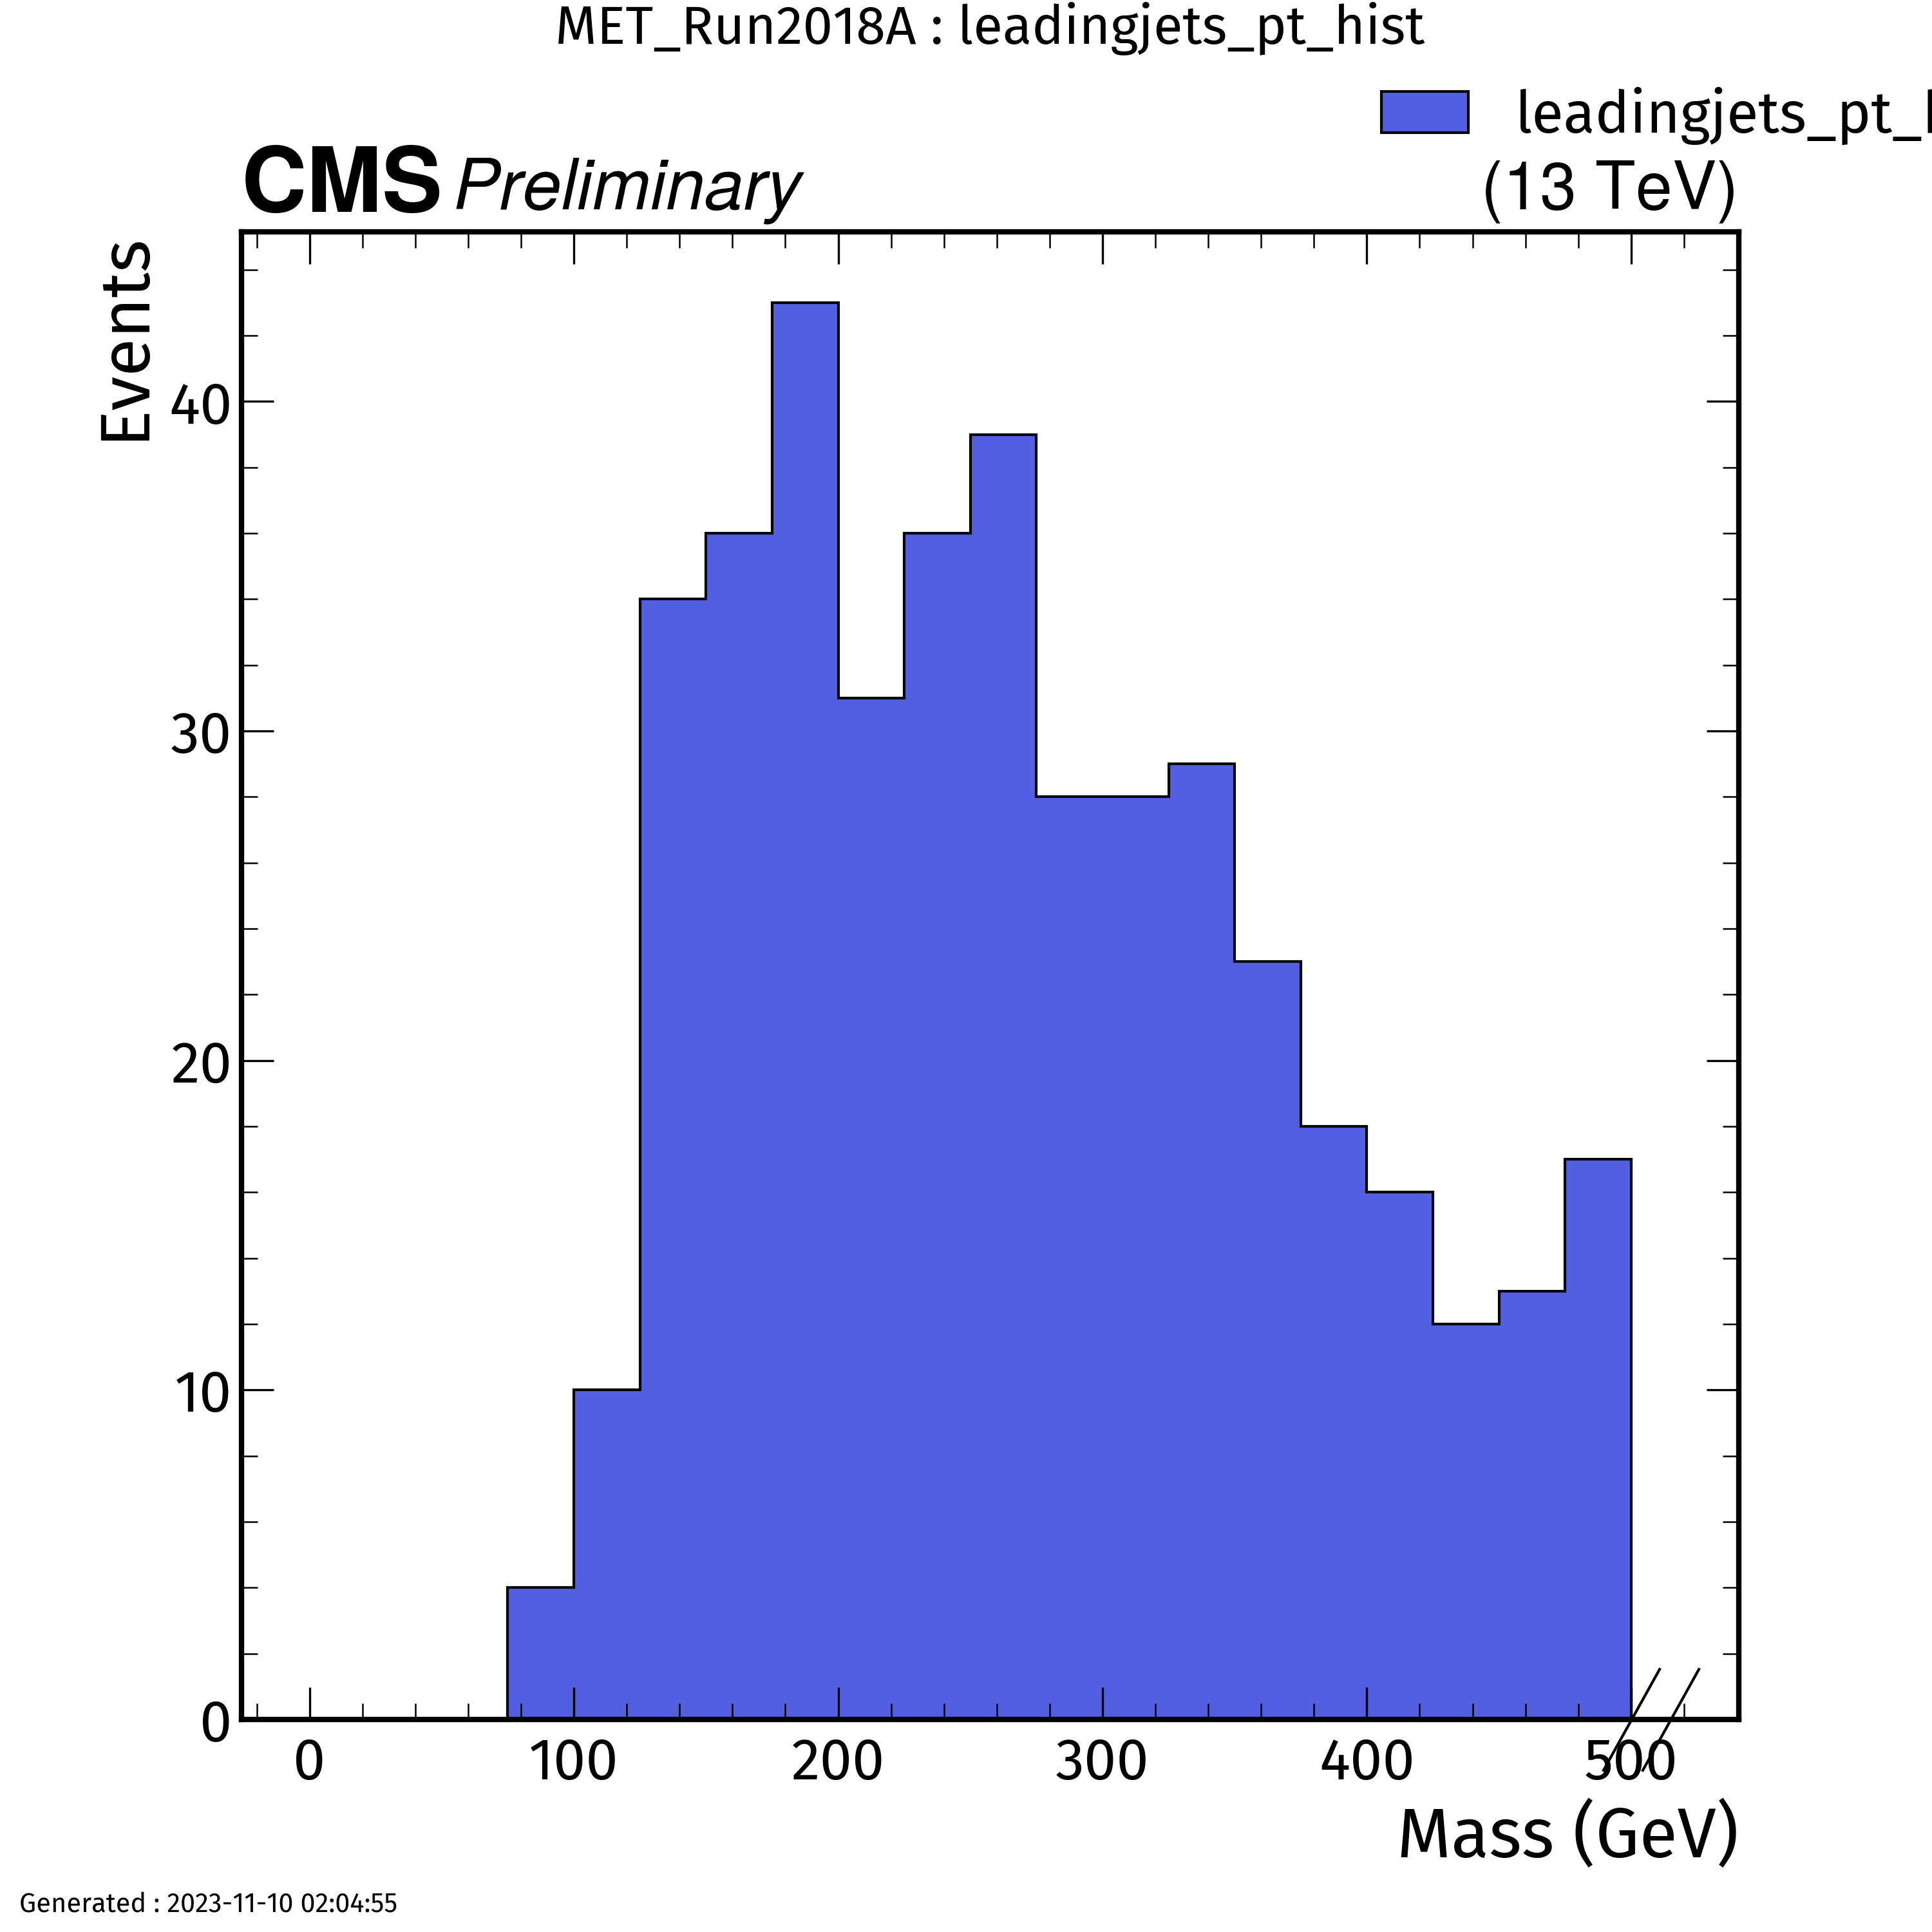 MET_Run2018A : leadingjets_pt_hist
leadingjets_pt_
CMS Preliminary
(13 TeV)
Events
40
30
20
10
0
0 100 200 300 400 500
Mass (GeV)
Generated : 2023-11-10 02:04:55